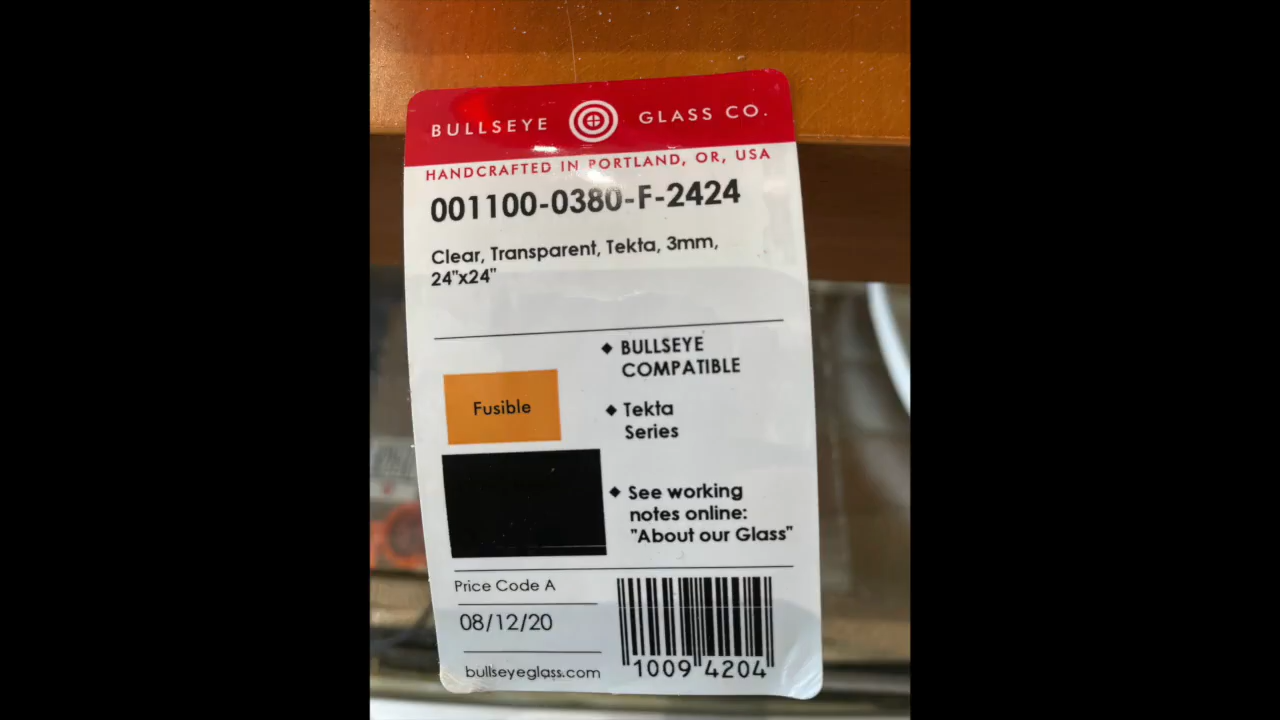 BULLSEYE GLASS CO.
HANDCRAFTED IN PORTLAND, OR, USA
001100-0380-F-2424
Clear, Transparent, Tekta, 3mm,
24"x24"
Fusible
◆ BULLSEYE
COMPATIBLE
◆ Tekta
Series
◆ See working
notes online:
"About our Glass"
Price Code A
08/12/20
bullseyeglass.com
1009 4204